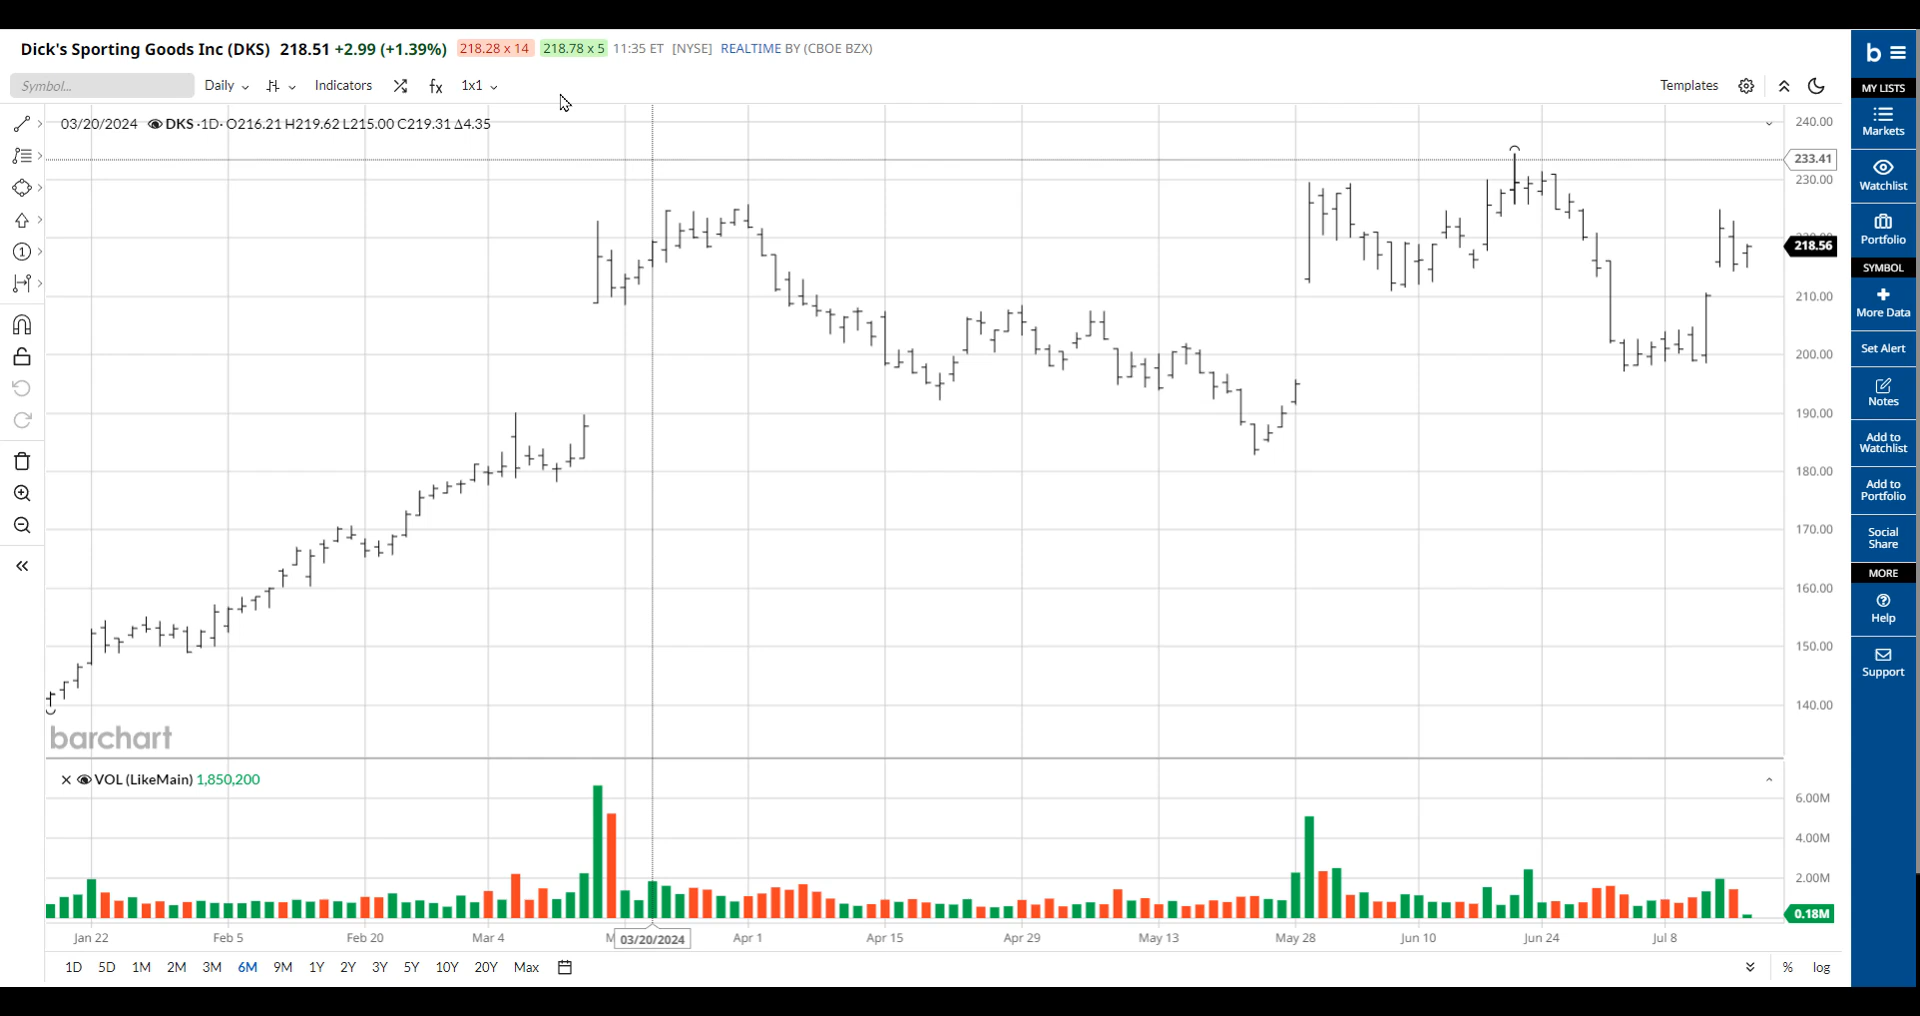 Dick's Sporting Goods Inc (DKS) 218.51 +2.99 (+1.39%) 218.28 x 14 218.78 x 5 11:35 ET [NYSE] REALTIME BY (CBOE BZX)
Symbol... Daily Indicators fx 1x1 Templates
03/20/2024 DKS ·1D· O216.21 H219.62 L215.00 C219.31 Δ4.35
240.00
233.41
230.00
218.56
210.00
200.00
190.00
180.00
170.00
160.00
150.00
140.00
barchart
VOL (LikeMain) 1,850,200
6.00M
4.00M
2.00M
0.18M
Jan 22 Feb 5 Feb 20 Mar 4 03/20/2024 Apr 1 Apr 15 Apr 29 May 13 May 28 Jun 10 Jun 24 Jul 8
1D 5D 1M 2M 3M 6M 9M 1Y 2Y 3Y 5Y 10Y 20Y Max % log
b
MY LISTS
Markets
Watchlist
Portfolio
SYMBOL
More Data
Set Alert
Notes
Add to
Watchlist
Add to
Portfolio
Social
Share
MORE
Help
Support